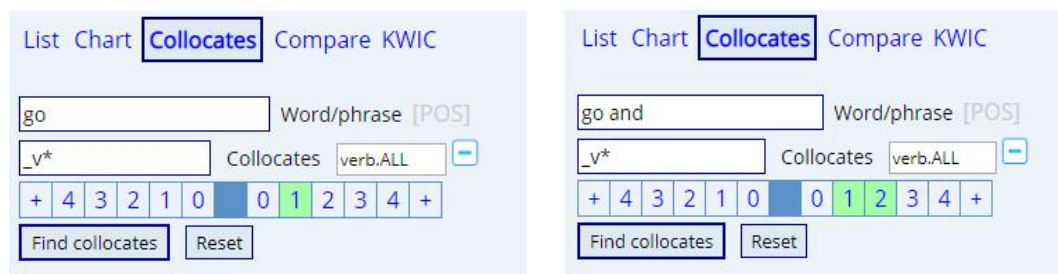 List Chart Collocates Compare KWIC
go Word/phrase [POS]
_v* Collocates verb.ALL −
+ 4 3 2 1 0 0 1 2 3 4 +
Find collocates Reset
List Chart Collocates Compare KWIC
go and Word/phrase [POS]
_v* Collocates verb.ALL −
+ 4 3 2 1 0 0 1 2 3 4 +
Find collocates Reset